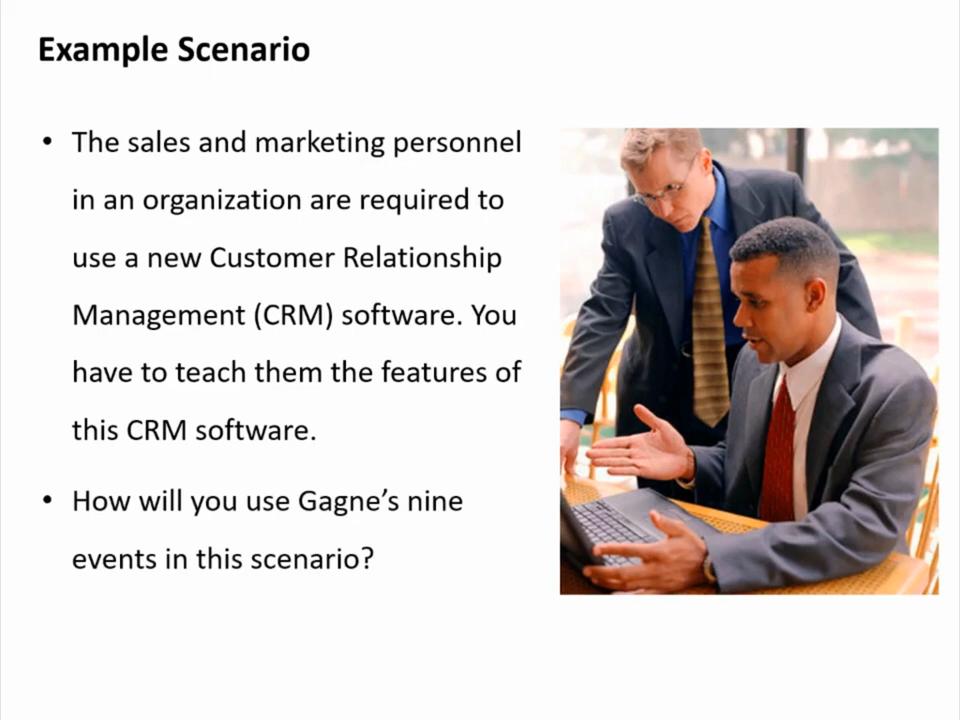 Example Scenario
• The sales and marketing personnel
in an organization are required to
use a new Customer Relationship
Management (CRM) software. You
have to teach them the features of
this CRM software.
• How will you use Gagne’s nine
events in this scenario?